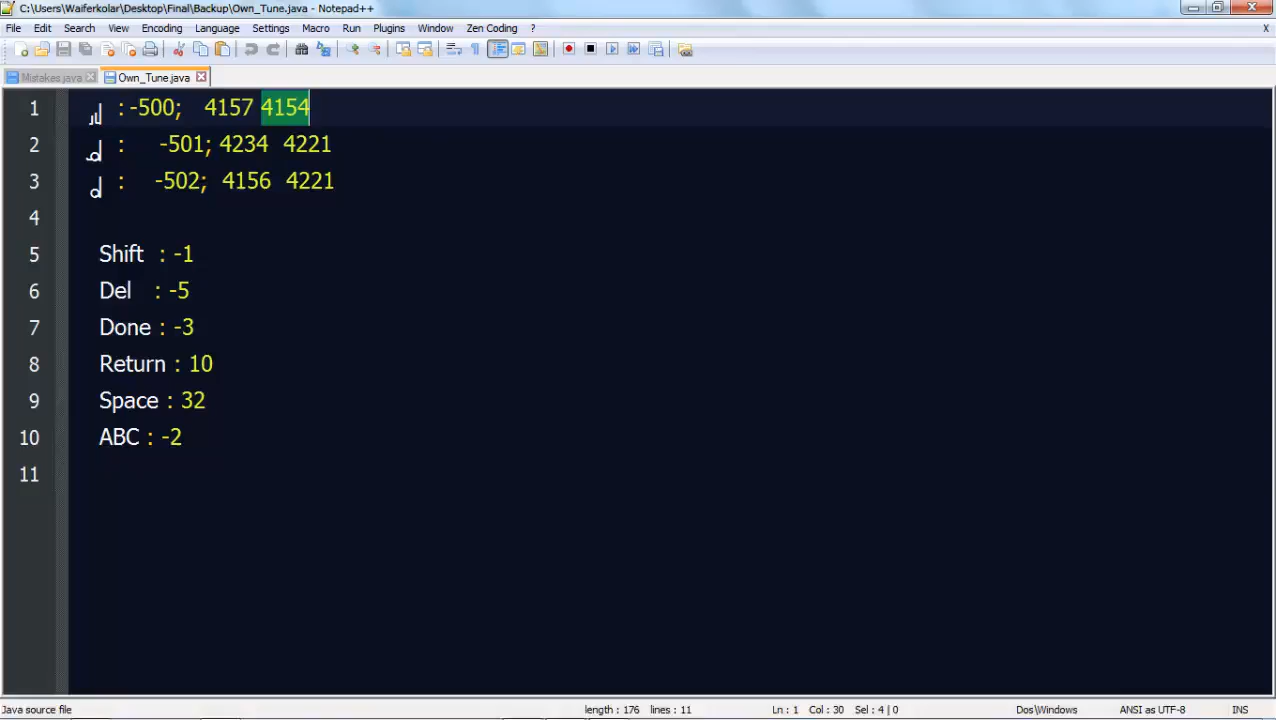 C:\Users\Waiferkolar\Desktop\Final\Backup\Own_Tune.java - Notepad++
File Edit Search View Encoding Language Settings Macro Run Plugins Window Zen Coding ? X
Mistakes.java Own_Tune.java
1 ျှ : -500; 4157 4154
2 ျွှ : -501; 4234 4221
3 ျွ : -502; 4156 4221
4
5 Shift : -1
6 Del : -5
7 Done : -3
8 Return : 10
9 Space : 32
10 ABC : -2
11
Java source file length : 176 lines : 11 Ln : 1 Col : 30 Sel : 4 | 0 Dos\Windows ANSI as UTF-8 INS